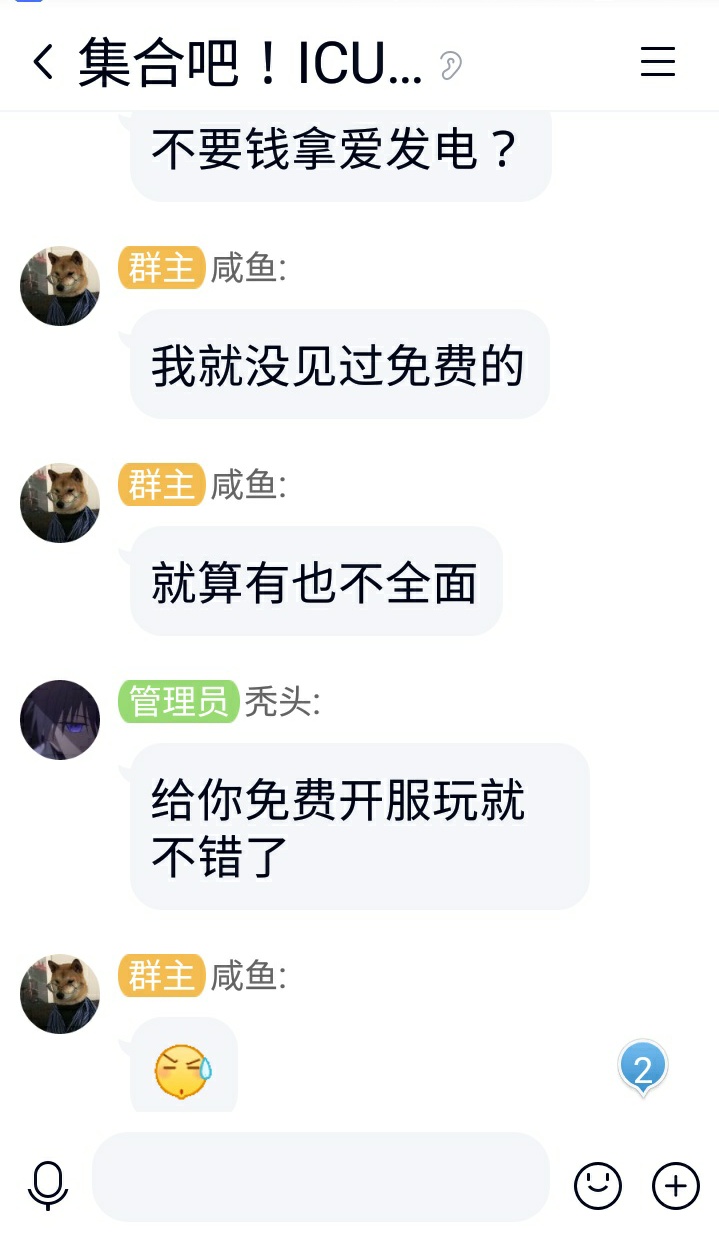 集合吧！ICU...
不要钱拿爱发电？
群主 咸鱼:
我就没见过免费的
群主 咸鱼:
就算有也不全面
管理员 秃头:
给你免费开服玩就
不错了
群主 咸鱼:
2